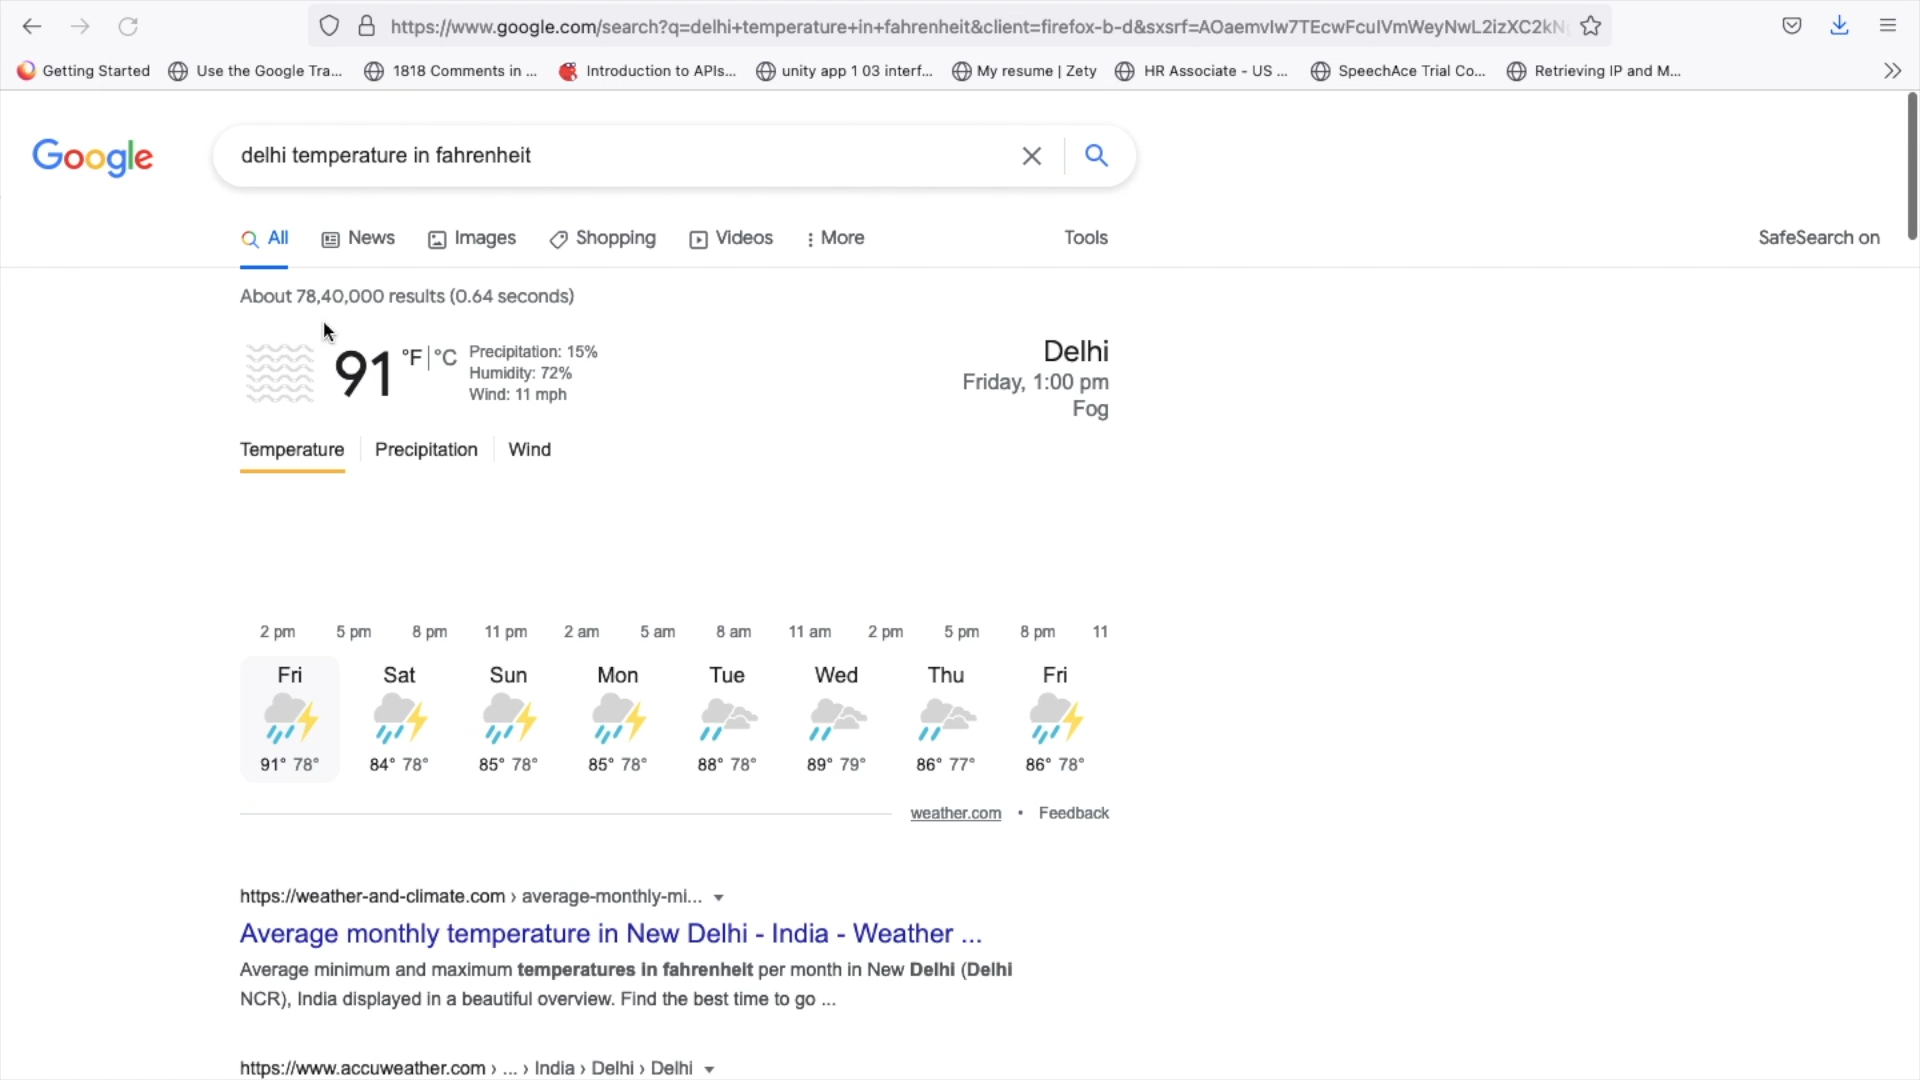 https://www.google.com/search?q=delhi+temperature+in+fahrenheit&client=firefox-b-d&sxsrf=AOaemvIw7TEcwFcuIVmWeyNwL2izXC2kN
Getting Started Use the Google Tra... 1818 Comments in ... Introduction to APIs... unity app 1 03 interf... My resume | Zety HR Associate - US ... SpeechAce Trial Co... Retrieving IP and M...
Google delhi temperature in fahrenheit
All News Images Shopping Videos More Tools SafeSearch on
About 78,40,000 results (0.64 seconds)
91 °F | °C
Precipitation: 15%
Humidity: 72%
Wind: 11 mph
Delhi
Friday, 1:00 pm
Fog
Temperature Precipitation Wind
2 pm 5 pm 8 pm 11 pm 2 am 5 am 8 am 11 am 2 pm 5 pm 8 pm 11
Fri Sat Sun Mon Tue Wed Thu Fri
91° 78° 84° 78° 85° 78° 85° 78° 88° 78° 89° 79° 86° 77° 86° 78°
weather.com • Feedback
https://weather-and-climate.com › average-monthly-mi...
Average monthly temperature in New Delhi - India - Weather ...
Average minimum and maximum temperatures in fahrenheit per month in New Delhi (Delhi
NCR), India displayed in a beautiful overview. Find the best time to go ...
https://www.accuweather.com › ... › India › Delhi › Delhi